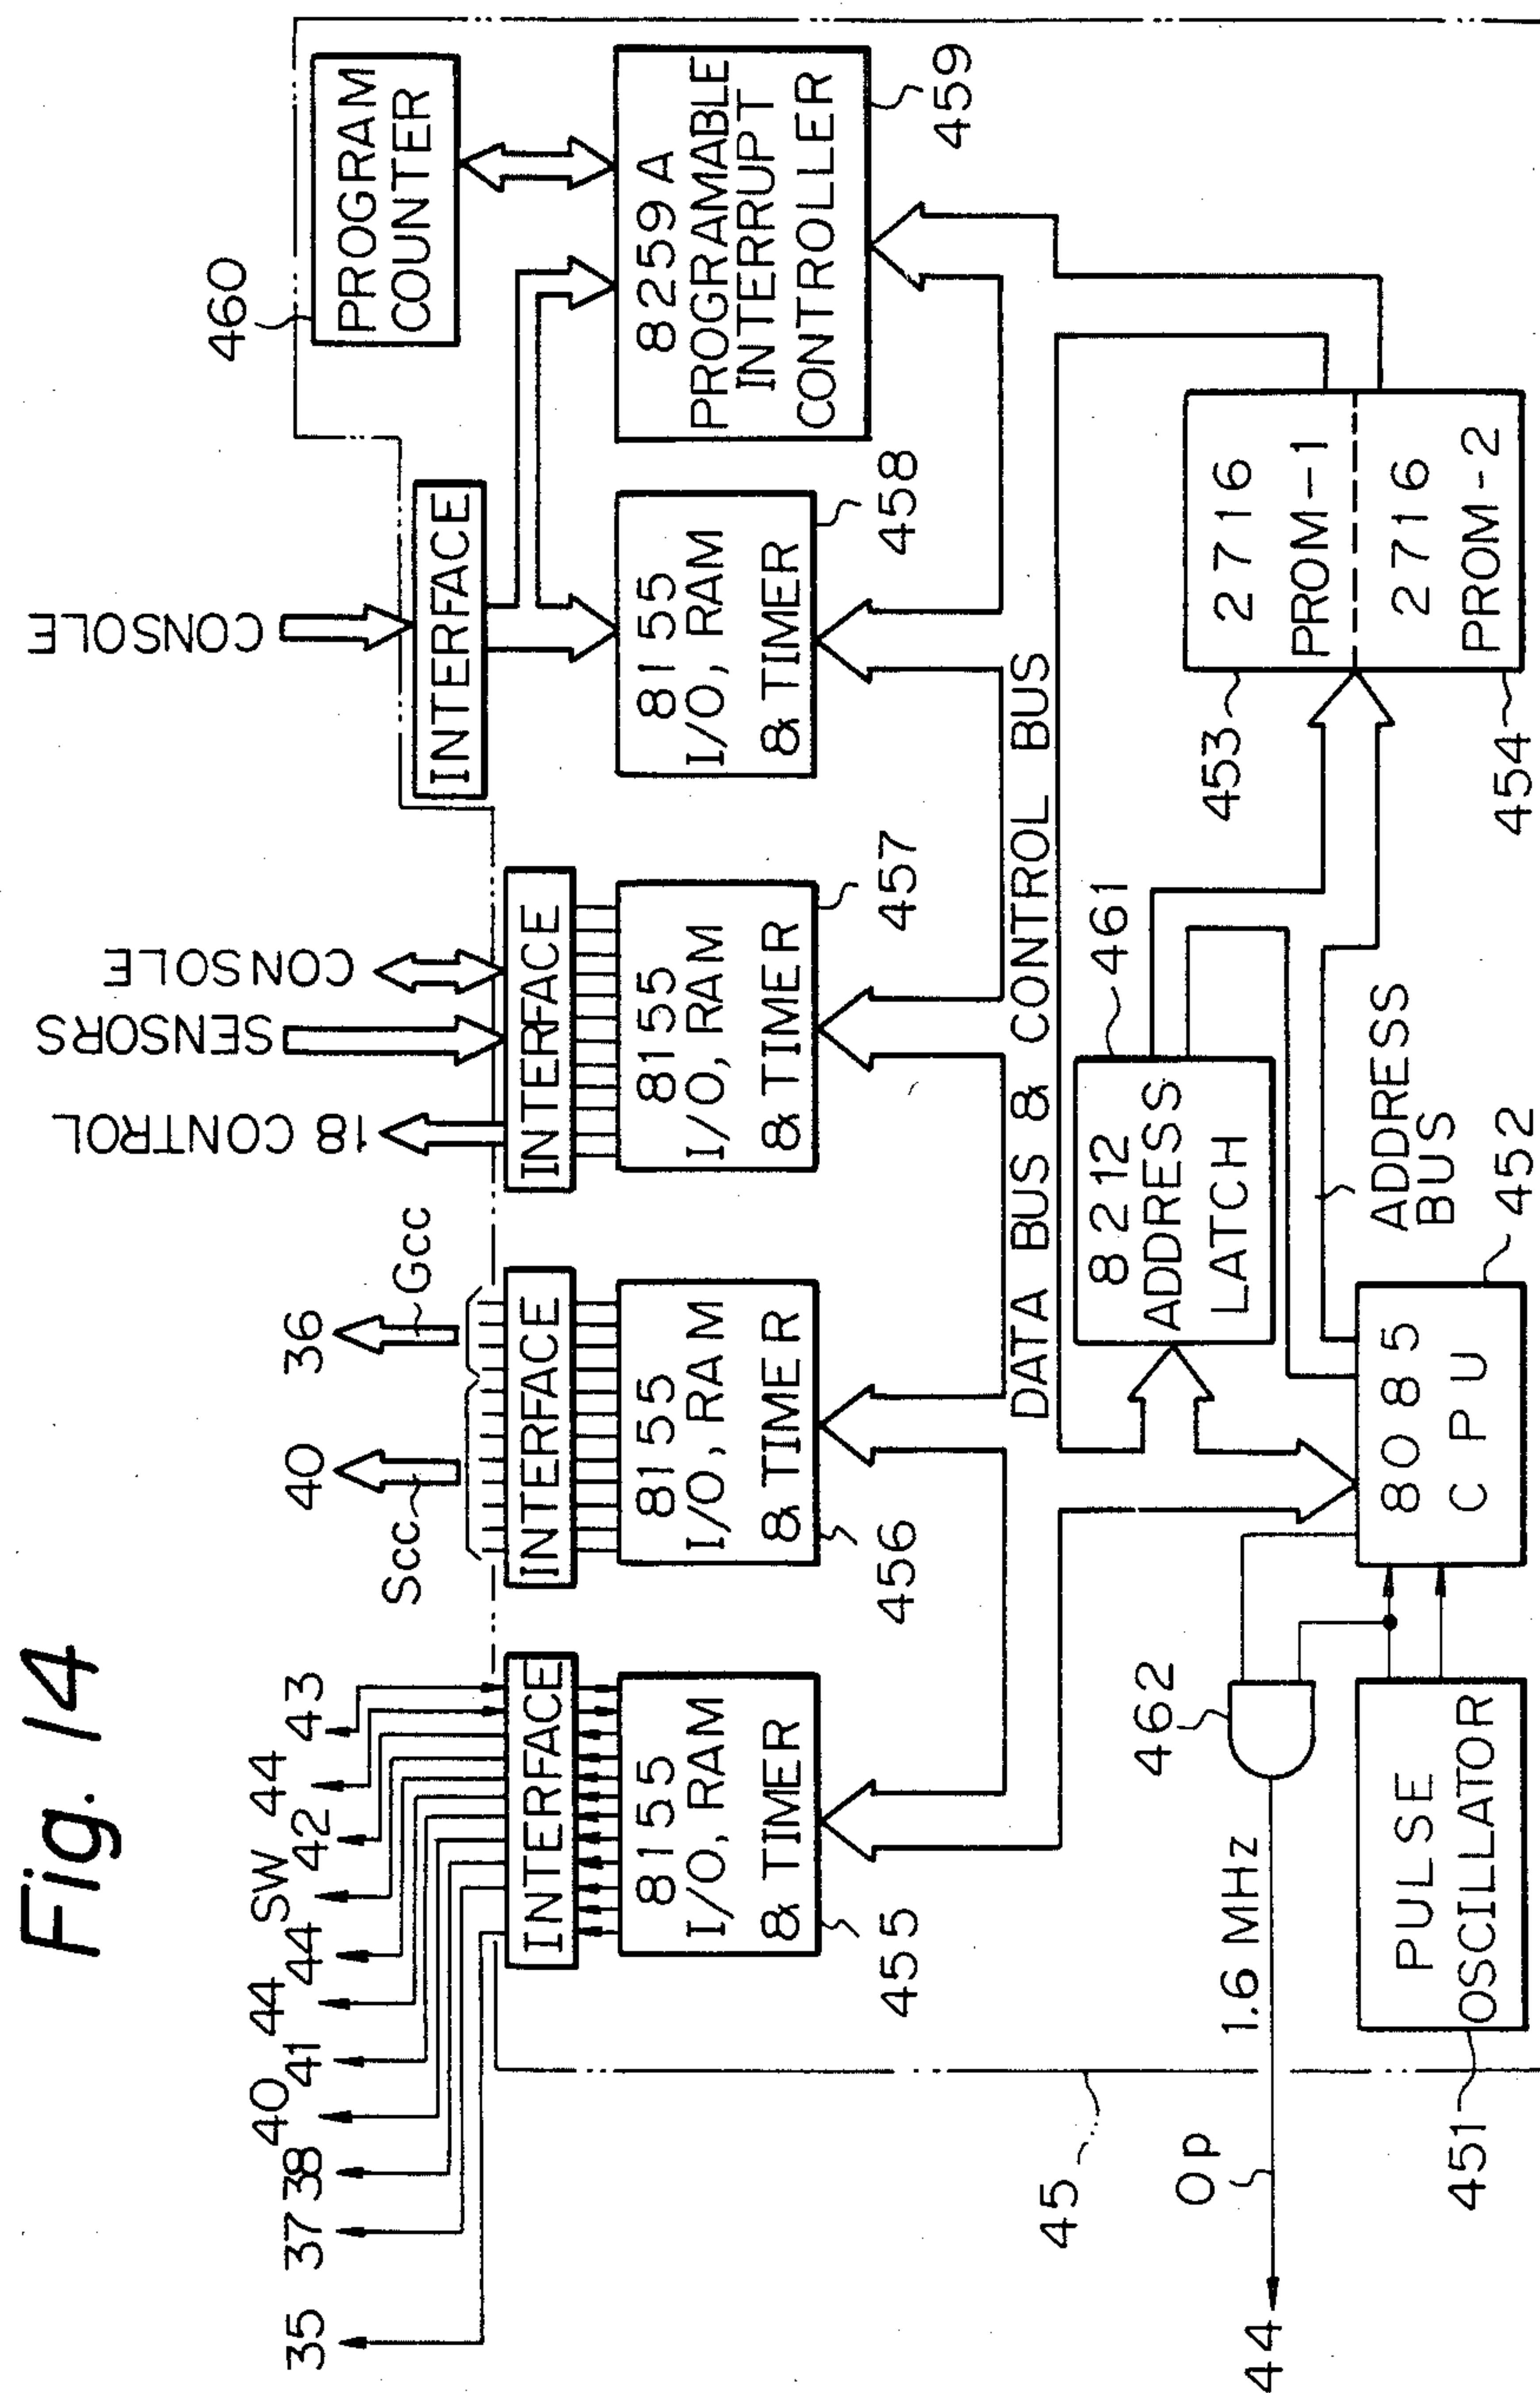 Fig. 14
35
37
38
40
41
44
44
SW
42
44
43
Scc
40
36
Gcc
18 CONTROL
SENSORS
CONSOLE
CONSOLE
460
PROGRAM
COUNTER
INTERFACE
INTERFACE
INTERFACE
INTERFACE
8155
I/O, RAM
& TIMER
455
8155
I/O, RAM
& TIMER
456
8155
I/O, RAM
& TIMER
457
8155
I/O, RAM
& TIMER
458
8259A
PROGRAMABLE
INTERRUPT
CONTROLLER
459
DATA BUS & CONTROL BUS
45
Op
44
1.6 MHz
462
8212
ADDRESS
LATCH
461
ADDRESS
BUS
451
PULSE
OSCILLATOR
8085
CPU
452
453
2716
PROM-1
2716
PROM-2
454